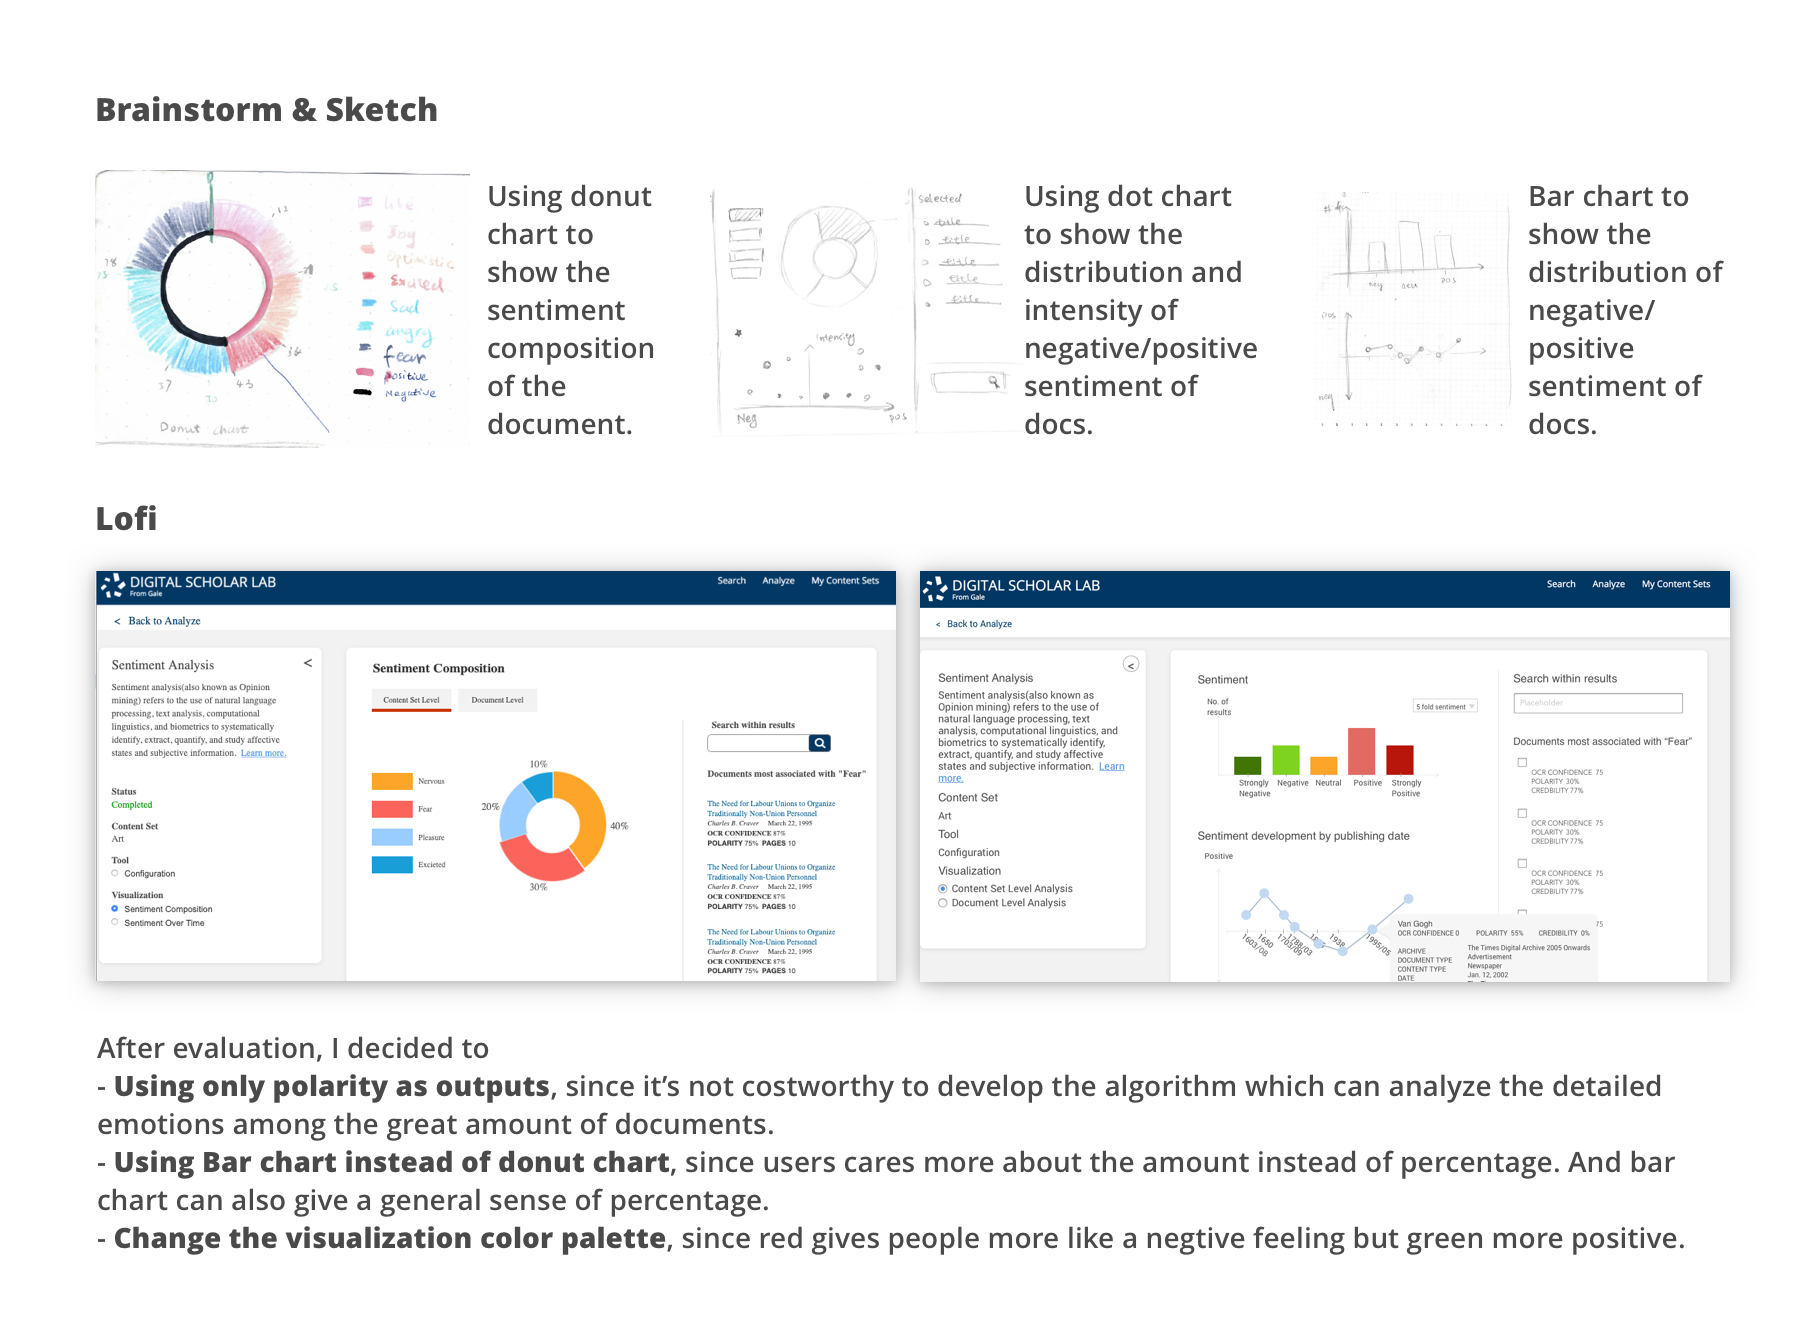 Brainstorm & Sketch
Joy
Optimistic
Exited
Sad
angry
fear
positive
Negative
37
43
Donut chart
Using donut
chart to
show the
sentiment
composition
of the
document.
Selected
title
title
title
title
title
Intensity
Neg
pos
Using dot chart
to show the
distribution and
intensity of
negative/positive
sentiment of
docs.
neg
neu
pos
pos
neg
Bar chart to
show the
distribution of
negative/
positive
sentiment of
docs.
Lofi
DIGITAL SCHOLAR LAB
From Gale
Search Analyze My Content Sets
< Back to Analyze
Sentiment Analysis <
Sentiment analysis(also known as Opinion
mining) refers to the use of natural language
processing, text analysis, computational
linguistics, and biometrics to systematically
identify, extract, quantify, and study affective
states and subjective information. Learn more.
Status
Completed
Content Set
Art
Tool
Configuration
Visualization
Sentiment Composition
Sentiment Over Time
Sentiment Composition
Content Set Level Document Level
Nervous
Fear
Pleasure
Excieted
10%
20%
40%
30%
Search within results
Documents most associated with "Fear"
The Need for Labour Unions to Organize
Traditionally Non-Union Personnel
Charles B. Craver March 22, 1995
OCR CONFIDENCE 87%
POLARITY 75% PAGES 10
The Need for Labour Unions to Organize
Traditionally Non-Union Personnel
Charles B. Craver March 22, 1995
OCR CONFIDENCE 87%
POLARITY 75% PAGES 10
The Need for Labour Unions to Organize
Traditionally Non-Union Personnel
Charles B. Craver March 22, 1995
OCR CONFIDENCE 87%
POLARITY 75% PAGES 10
DIGITAL SCHOLAR LAB
From Gale
Search Analyze My Content Sets
< Back to Analyze
<
Sentiment Analysis
Sentiment analysis(also known as
Opinion mining) refers to the use of
natural language processing, text
analysis, computational linguistics, and
biometrics to systematically identify,
extract, quantify, and study affective
states and subjective information. Learn
more.
Content Set
Art
Tool
Configuration
Visualization
Content Set Level Analysis
Document Level Analysis
Sentiment
No. of
results
5 fold sentiment
Strongly
Negative
Negative
Neutral
Positive
Strongly
Positive
Sentiment development by publishing date
Positive
1603/08
1650
1703/09
1788/03
1938
1995/05
Search within results
Placeholder
Documents most associated with "Fear"
OCR CONFIDENCE 75
POLARITY 30%
CREDBILITY 77%
OCR CONFIDENCE 75
POLARITY 30%
CREDBILITY 77%
OCR CONFIDENCE 75
POLARITY 30%
CREDBILITY 77%
75
Van Gogh
OCR CONFIDENCE 0 POLARITY 55% CREDIBILITY 0%
ARCHIVE The Times Digital Archive 2005 Onwards
DOCUMENT TYPE Advertisement
CONTENT TYPE Newspaper
DATE Jan. 12, 2002
After evaluation, I decided to
- Using only polarity as outputs, since it's not costworthy to develop the algorithm which can analyze the detailed
emotions among the great amount of documents.
- Using Bar chart instead of donut chart, since users cares more about the amount instead of percentage. And bar
chart can also give a general sense of percentage.
- Change the visualization color palette, since red gives people more like a negtive feeling but green more positive.